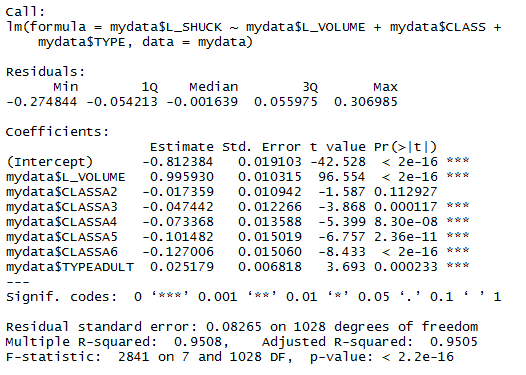 Call:
lm(formula = mydata$L_SHUCK ~ mydata$L_VOLUME + mydata$CLASS +
    mydata$TYPE, data = mydata)
Residuals:
      Min        1Q    Median        3Q       Max
-0.274844 -0.054213 -0.001639  0.055975  0.306985
Coefficients:
                  Estimate Std. Error t value Pr(>|t|)
(Intercept)      -0.812384   0.019103 -42.528  < 2e-16 ***
mydata$L_VOLUME   0.995930   0.010315  96.554  < 2e-16 ***
mydata$CLASSA2   -0.017359   0.010942  -1.587 0.112927
mydata$CLASSA3   -0.047442   0.012266  -3.868 0.000117 ***
mydata$CLASSA4   -0.073368   0.013588  -5.399 8.30e-08 ***
mydata$CLASSA5   -0.101482   0.015019  -6.757 2.36e-11 ***
mydata$CLASSA6   -0.127006   0.015060  -8.433  < 2e-16 ***
mydata$TYPEADULT  0.025179   0.006818   3.693 0.000233 ***
---
Signif. codes:  0 ‘***’ 0.001 ‘**’ 0.01 ‘*’ 0.05 ‘.’ 0.1 ‘ ’ 1
Residual standard error: 0.08265 on 1028 degrees of freedom
Multiple R-squared:  0.9508,    Adjusted R-squared:  0.9505
F-statistic:  2841 on 7 and 1028 DF,  p-value: < 2.2e-16